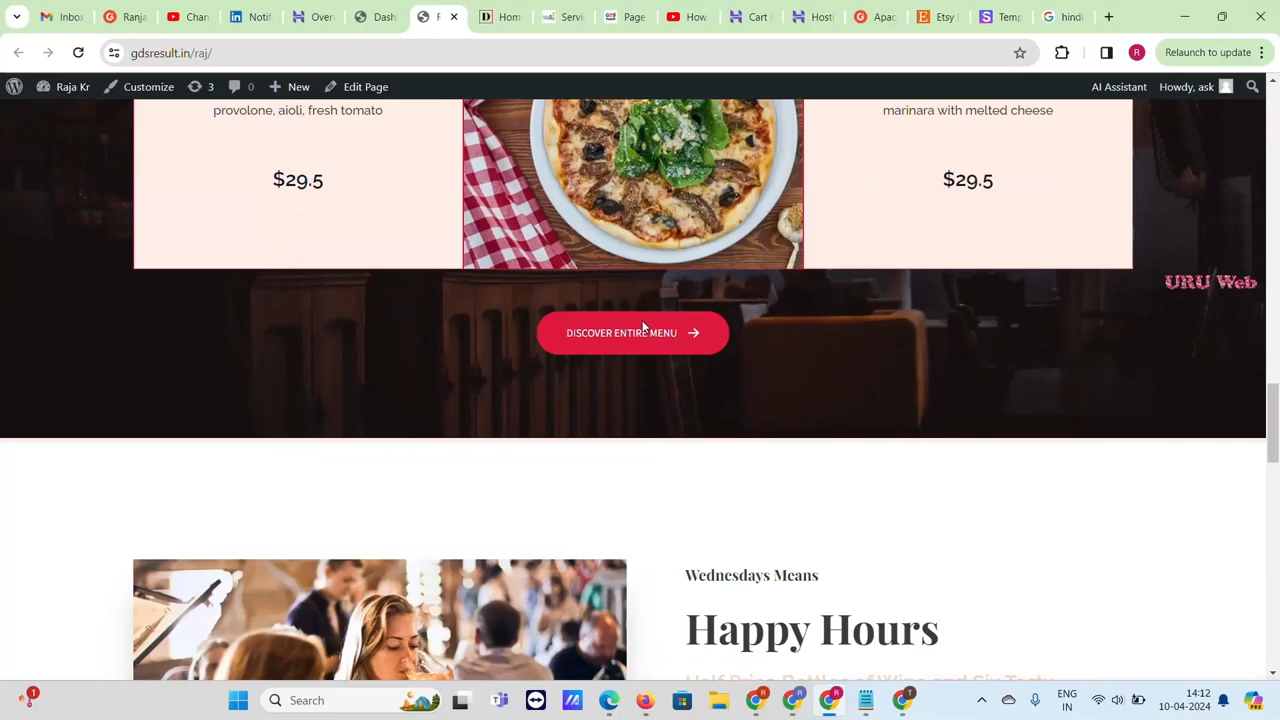 Inbox
Ranja
Chan
Notif
Over
Dash
F
Hom
Servi
Page
How
Cart
Hosti
Apac
Etsy
Temp
hindi
gdsresult.in/raj/
R
Relaunch to update
Raja Kr
Customize
3
0
New
Edit Page
AI Assistant
Howdy, ask
provolone, aioli, fresh tomato
marinara with melted cheese
$29.5
$29.5
URU Web
DISCOVER ENTIRE MENU
Wednesdays Means
Happy Hours
Half Price Bottles of Wine and Six Tasty
1
Search
ENG
IN
14:12
10-04-2024